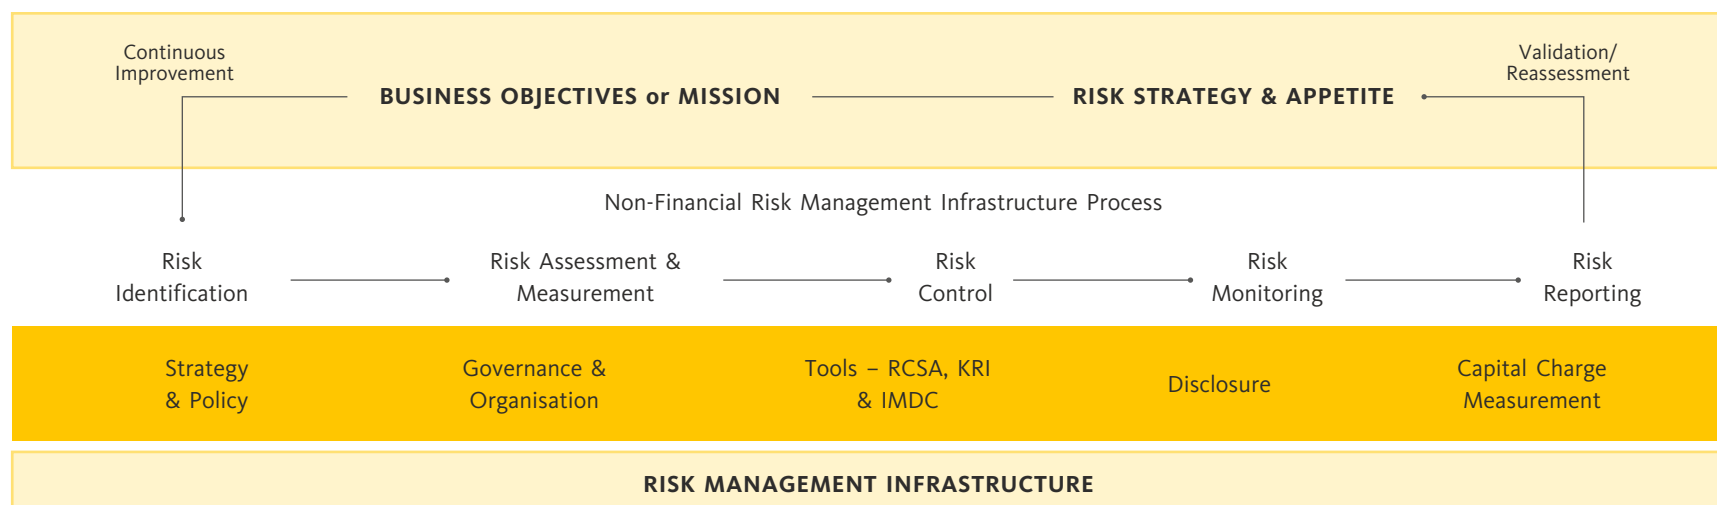 Continuous
Improvement
Validation/
Reassessment
BUSINESS OBJECTIVES or MISSION
RISK STRATEGY & APPETITE
Non-Financial Risk Management Infrastructure Process
Risk
Identification
Risk Assessment &
Measurement
Risk
Control
Risk
Monitoring
Risk
Reporting
Strategy
& Policy
Governance &
Organisation
Tools – RCSA, KRI
& IMDC
Disclosure
Capital Charge
Measurement
RISK MANAGEMENT INFRASTRUCTURE